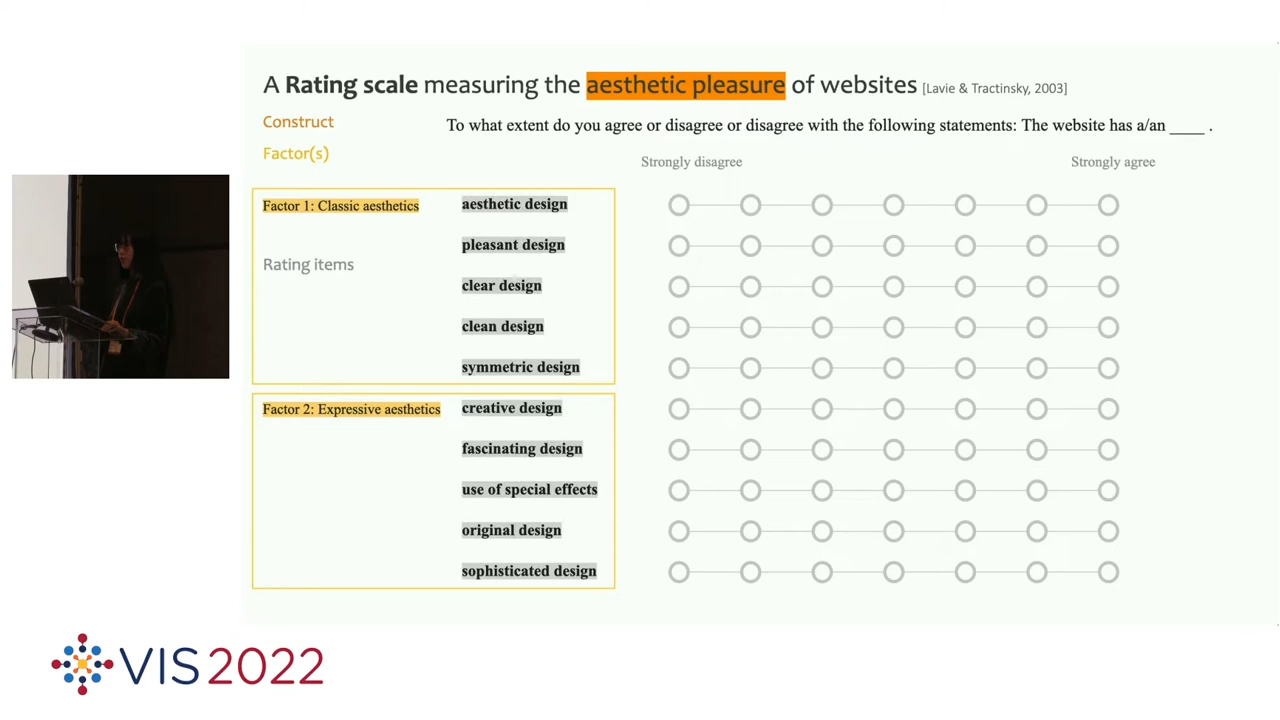 A Rating scale measuring the aesthetic pleasure of websites [Lavie & Tractinsky, 2003]
Construct
To what extent do you agree or disagree or disagree with the following statements: The website has a/an ____ .
Factor(s)
Strongly disagree
Strongly agree
Factor 1: Classic aesthetics
aesthetic design
pleasant design
Rating items
clear design
clean design
symmetric design
Factor 2: Expressive aesthetics
creative design
fascinating design
use of special effects
original design
sophisticated design
VIS2022